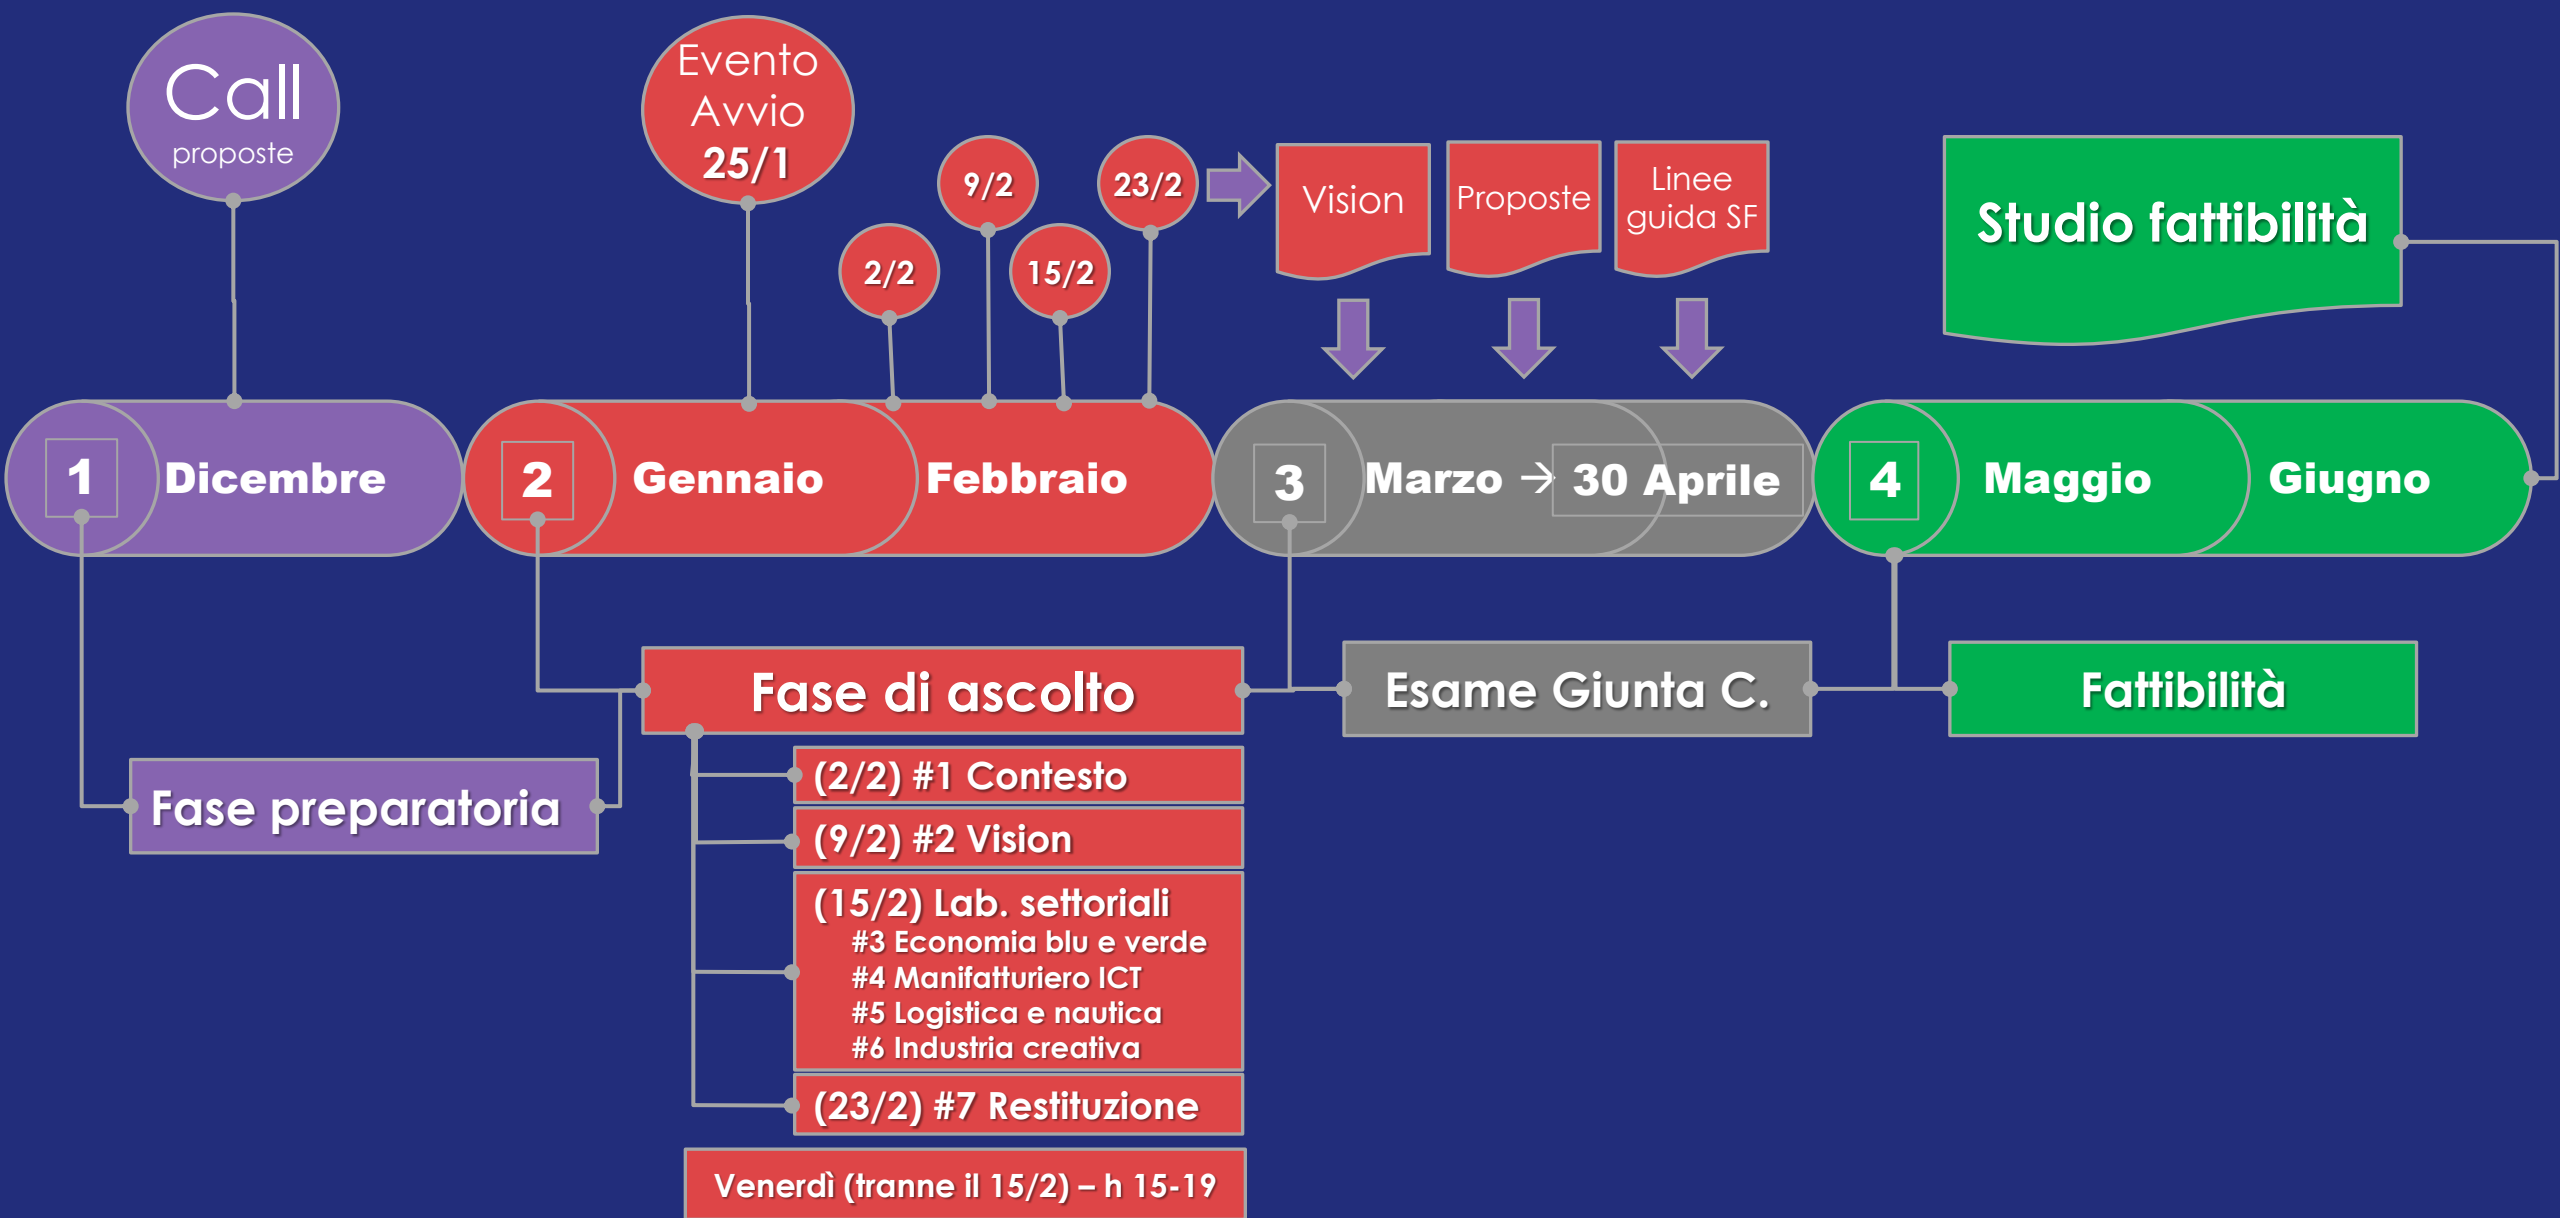 Call
proposte
Evento
Avvio
25/1
2/2
9/2
15/2
23/2
Vision
Proposte
Linee
guida SF
Studio fattibilità
1 Dicembre
2 Gennaio Febbraio
3 Marzo → 30 Aprile
4 Maggio Giugno
Fase preparatoria
Fase di ascolto
(2/2) #1 Contesto
(9/2) #2 Vision
(15/2) Lab. settoriali
#3 Economia blu e verde
#4 Manifatturiero ICT
#5 Logistica e nautica
#6 Industria creativa
(23/2) #7 Restituzione
Venerdì (tranne il 15/2) – h 15-19
Esame Giunta C.
Fattibilità